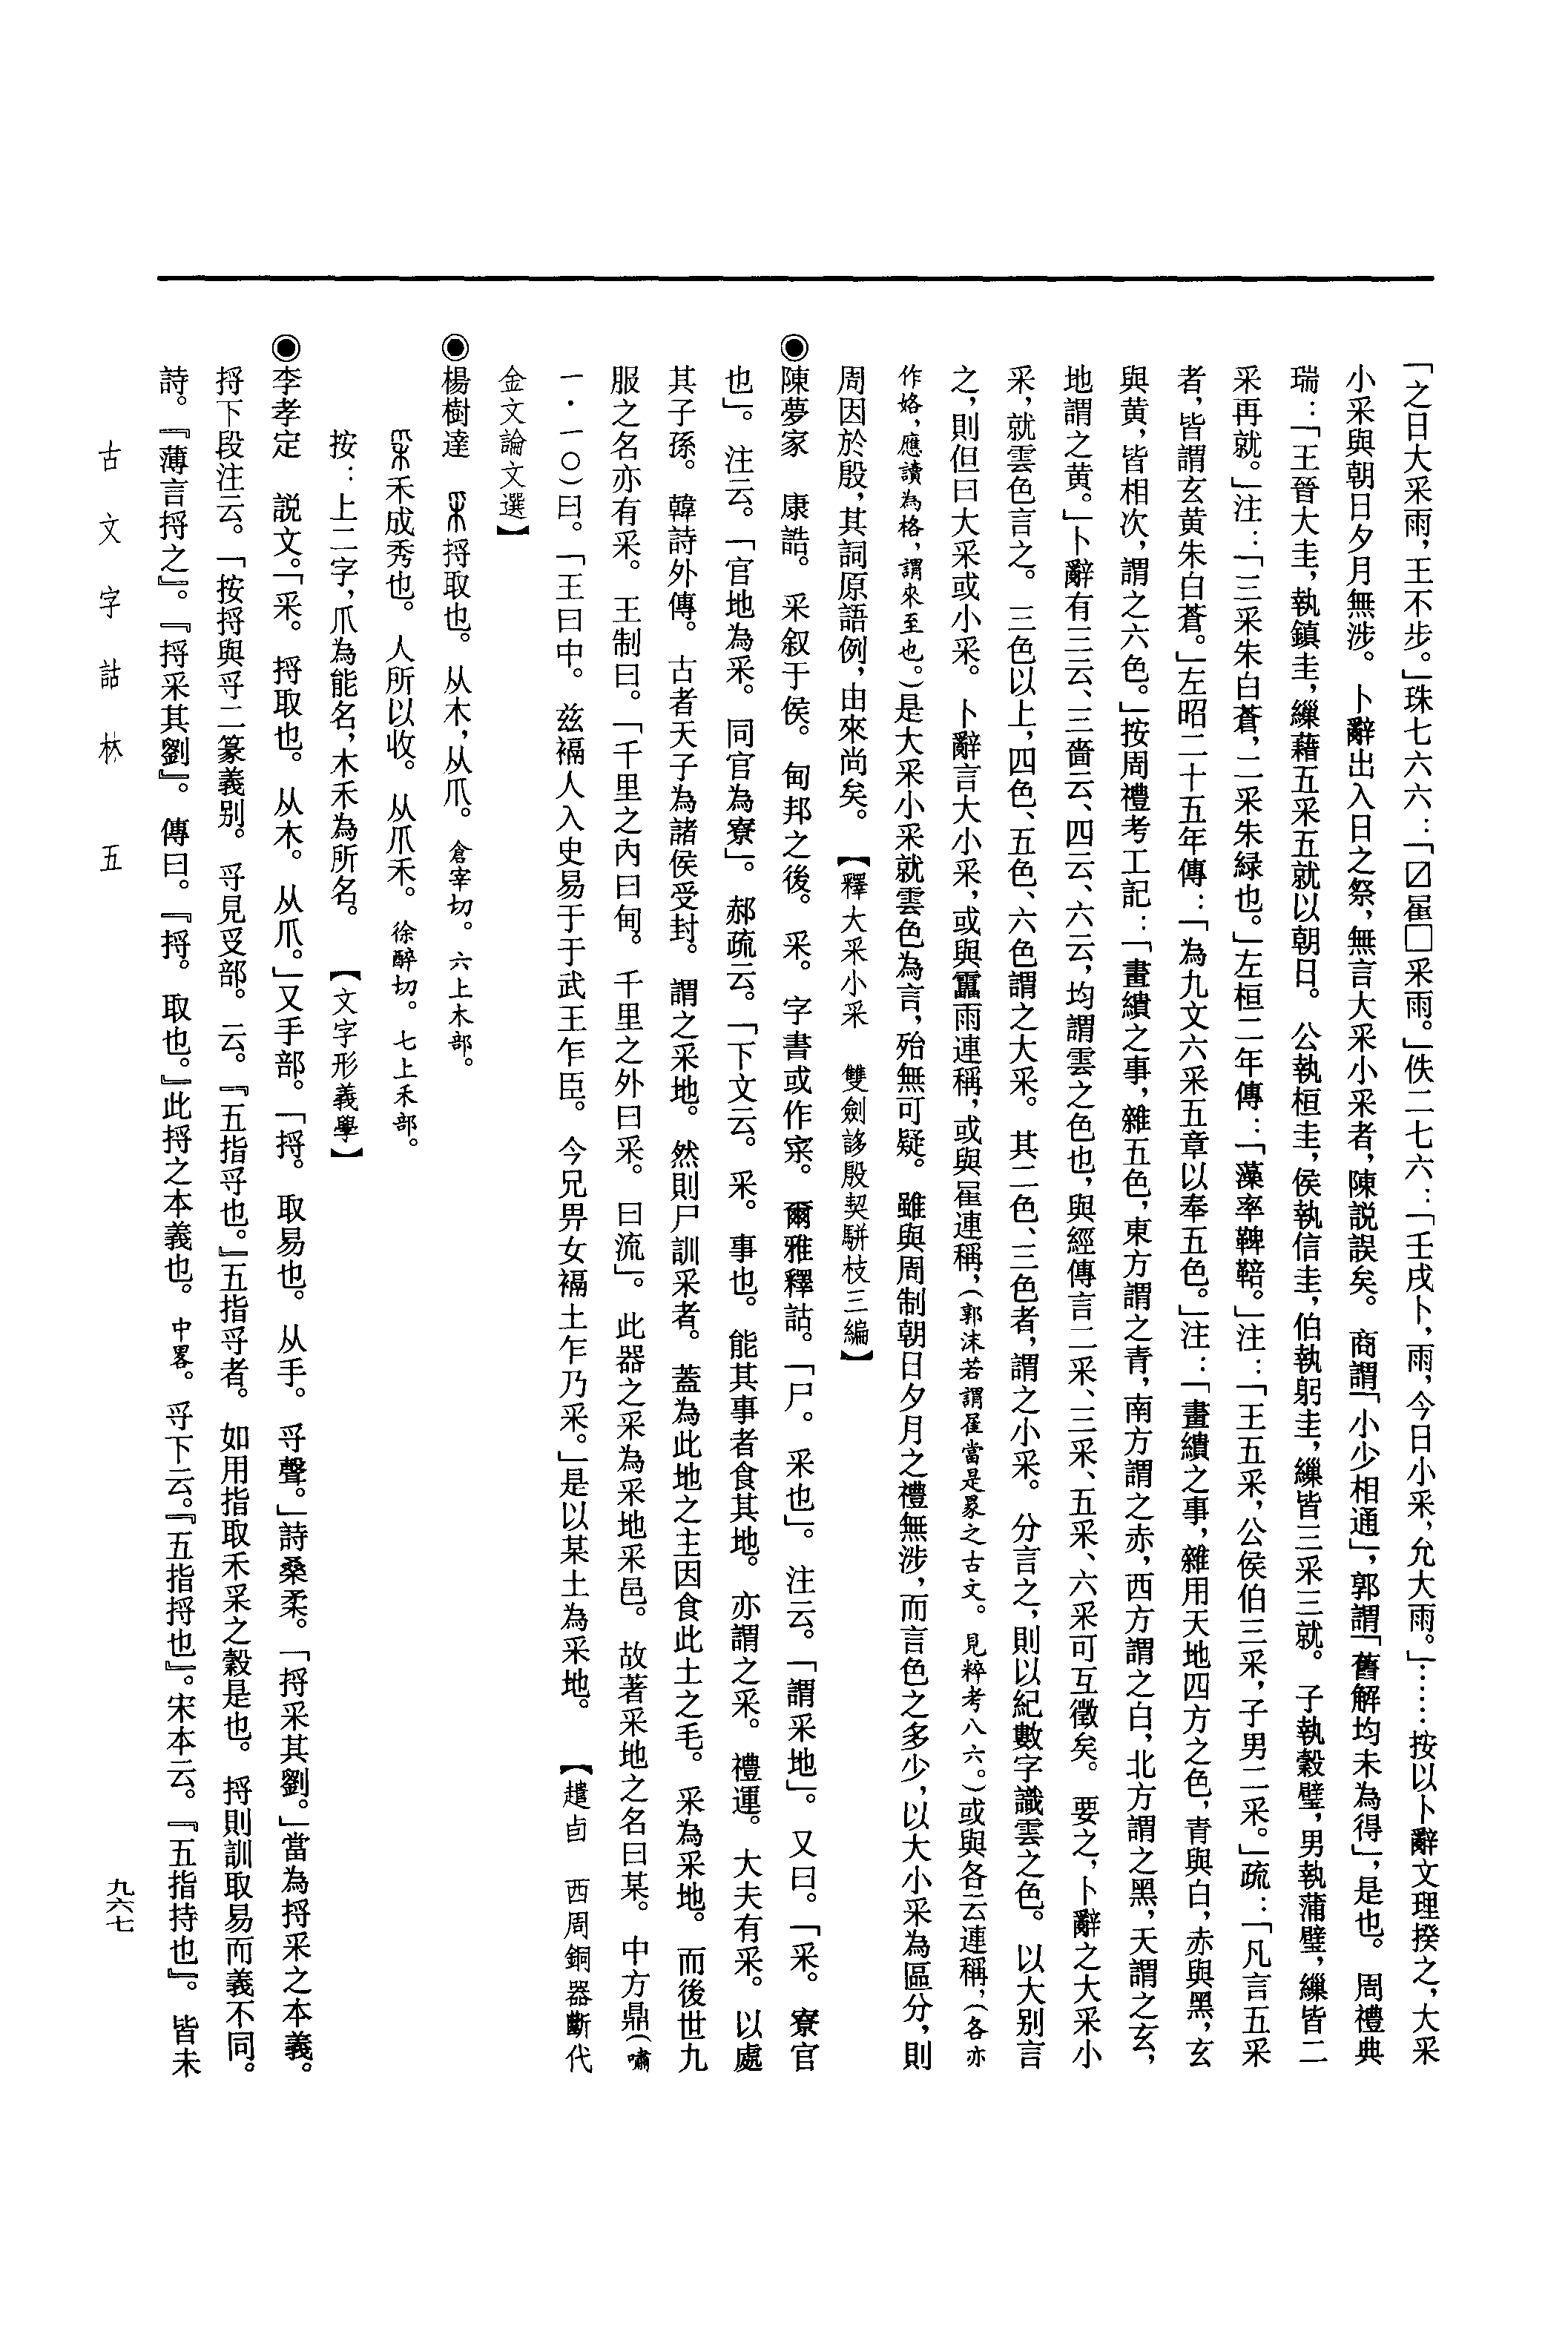 「之日大采雨，王不步。」珠七六六：「〼隺□采雨。」佚二七六：「壬戌卜，雨，今日小采，允大雨。」……按以卜辭文理揆之，大采
小采與朝日夕月無涉。卜辭出入日之祭，無言大采小采者，陳説誤矣。商謂「小少相通」，郭謂「舊解均未為得」，是也。周禮典
瑞：「王晉大圭，執鎮圭，繅藉五采五就以朝日。公執桓圭，侯執信圭，伯執躬圭，繅皆三采三就。子執穀璧，男執蒲璧，繅皆二
采再就。」注：「三采朱白蒼，二采朱緑也。」左桓二年傳：「藻率鞞鞛。」注：「王五采，公侯伯三采，子男二采。」疏：「凡言五采
者，皆謂玄黄朱白蒼。」左昭二十五年傳：「為九文六采五章以奉五色。」注：「畫繢之事，雜用天地四方之色，青與白，赤與黑，玄
與黄，皆相次，謂之六色。」按周禮考工記：「畫繢之事，雜五色，東方謂之青，南方謂之赤，西方謂之白，北方謂之黑，天謂之玄，
地謂之黄。」卜辭有三云、三嗇云、四云、六云，均謂雲之色也，與經傳言二采、三采、五采、六采可互徵矣。要之，卜辭之大采小
采，就雲色言之。三色以上，四色、五色、六色謂之大采。其二色、三色者，謂之小采。分言之，則以紀數字識雲之色。以大别言
之，則但曰大采或小采。卜辭言大小采，或與雨連稱，或與隺連稱，（郭沫若謂隺當是之古文。見粹考八六。）或與各云連稱，（各亦
作𢓜，應讀為格，謂來至也。）是大采小采就雲色為言，殆無可疑。雖與周制朝日夕月之禮無涉，而言色之多少，以大小采為區分，則
周因於殷，其詞原語例，由來尚矣。【釋大采小采　雙劍誃殷契駢枝三編】
◉陳夢家　康誥。采叙于侯。甸邦之後。采。字書或作寀。爾雅釋詁。「尸。采也」。注云。「謂采地」。又曰。「采。寮官
也」。注云。「官地為采。同官為寮」。郝疏云。「下文云。采。事也。能其事者食其地。亦謂之采。禮運。大夫有采。以處
其子孫。韓詩外傳。古者天子為諸侯受封。謂之采地。然則尸訓采者。蓋為此地之主因食此土之毛。采為采地。而後世九
服之名亦有采。王制曰。「千里之內曰甸。千里之外曰采。曰流」。此器之采為采地采邑。故著采地之名曰某。中方鼎（嘯
一・一〇）曰。「王曰中。兹䙐人入史易于于武王乍臣。今兄畀女䙐土乍乃采。」是以某土為采地。【趞卣　西周銅器斷代
金文論文選】
◉楊樹達　采捋取也。从木，从爪。倉宰切。六上木部。
采禾成秀也。人所以收。从爪禾。徐醉切。七上禾部。
按：上二字，爪為能名，木禾為所名。【文字形義學】
◉李孝定　説文。「采。捋取也。从木。从爪。」又手部。「捋。取易也。从手。寽聲。」詩桑柔。「捋采其劉。」當為捋采之本義。
捋下段注云。「按捋與寽二篆義别。寽見𠬪部。云。『五指寽也。』五指寽者。如用指取禾采之穀是也。捋則訓取易而義不同。
詩。『薄言捋之』。『捋采其劉』。傳曰。『捋。取也。』」此捋之本義也。中畧。寽下云。『五指捋也』。宋本云。『五指持也』。皆未
古文字詁林　五
九六七